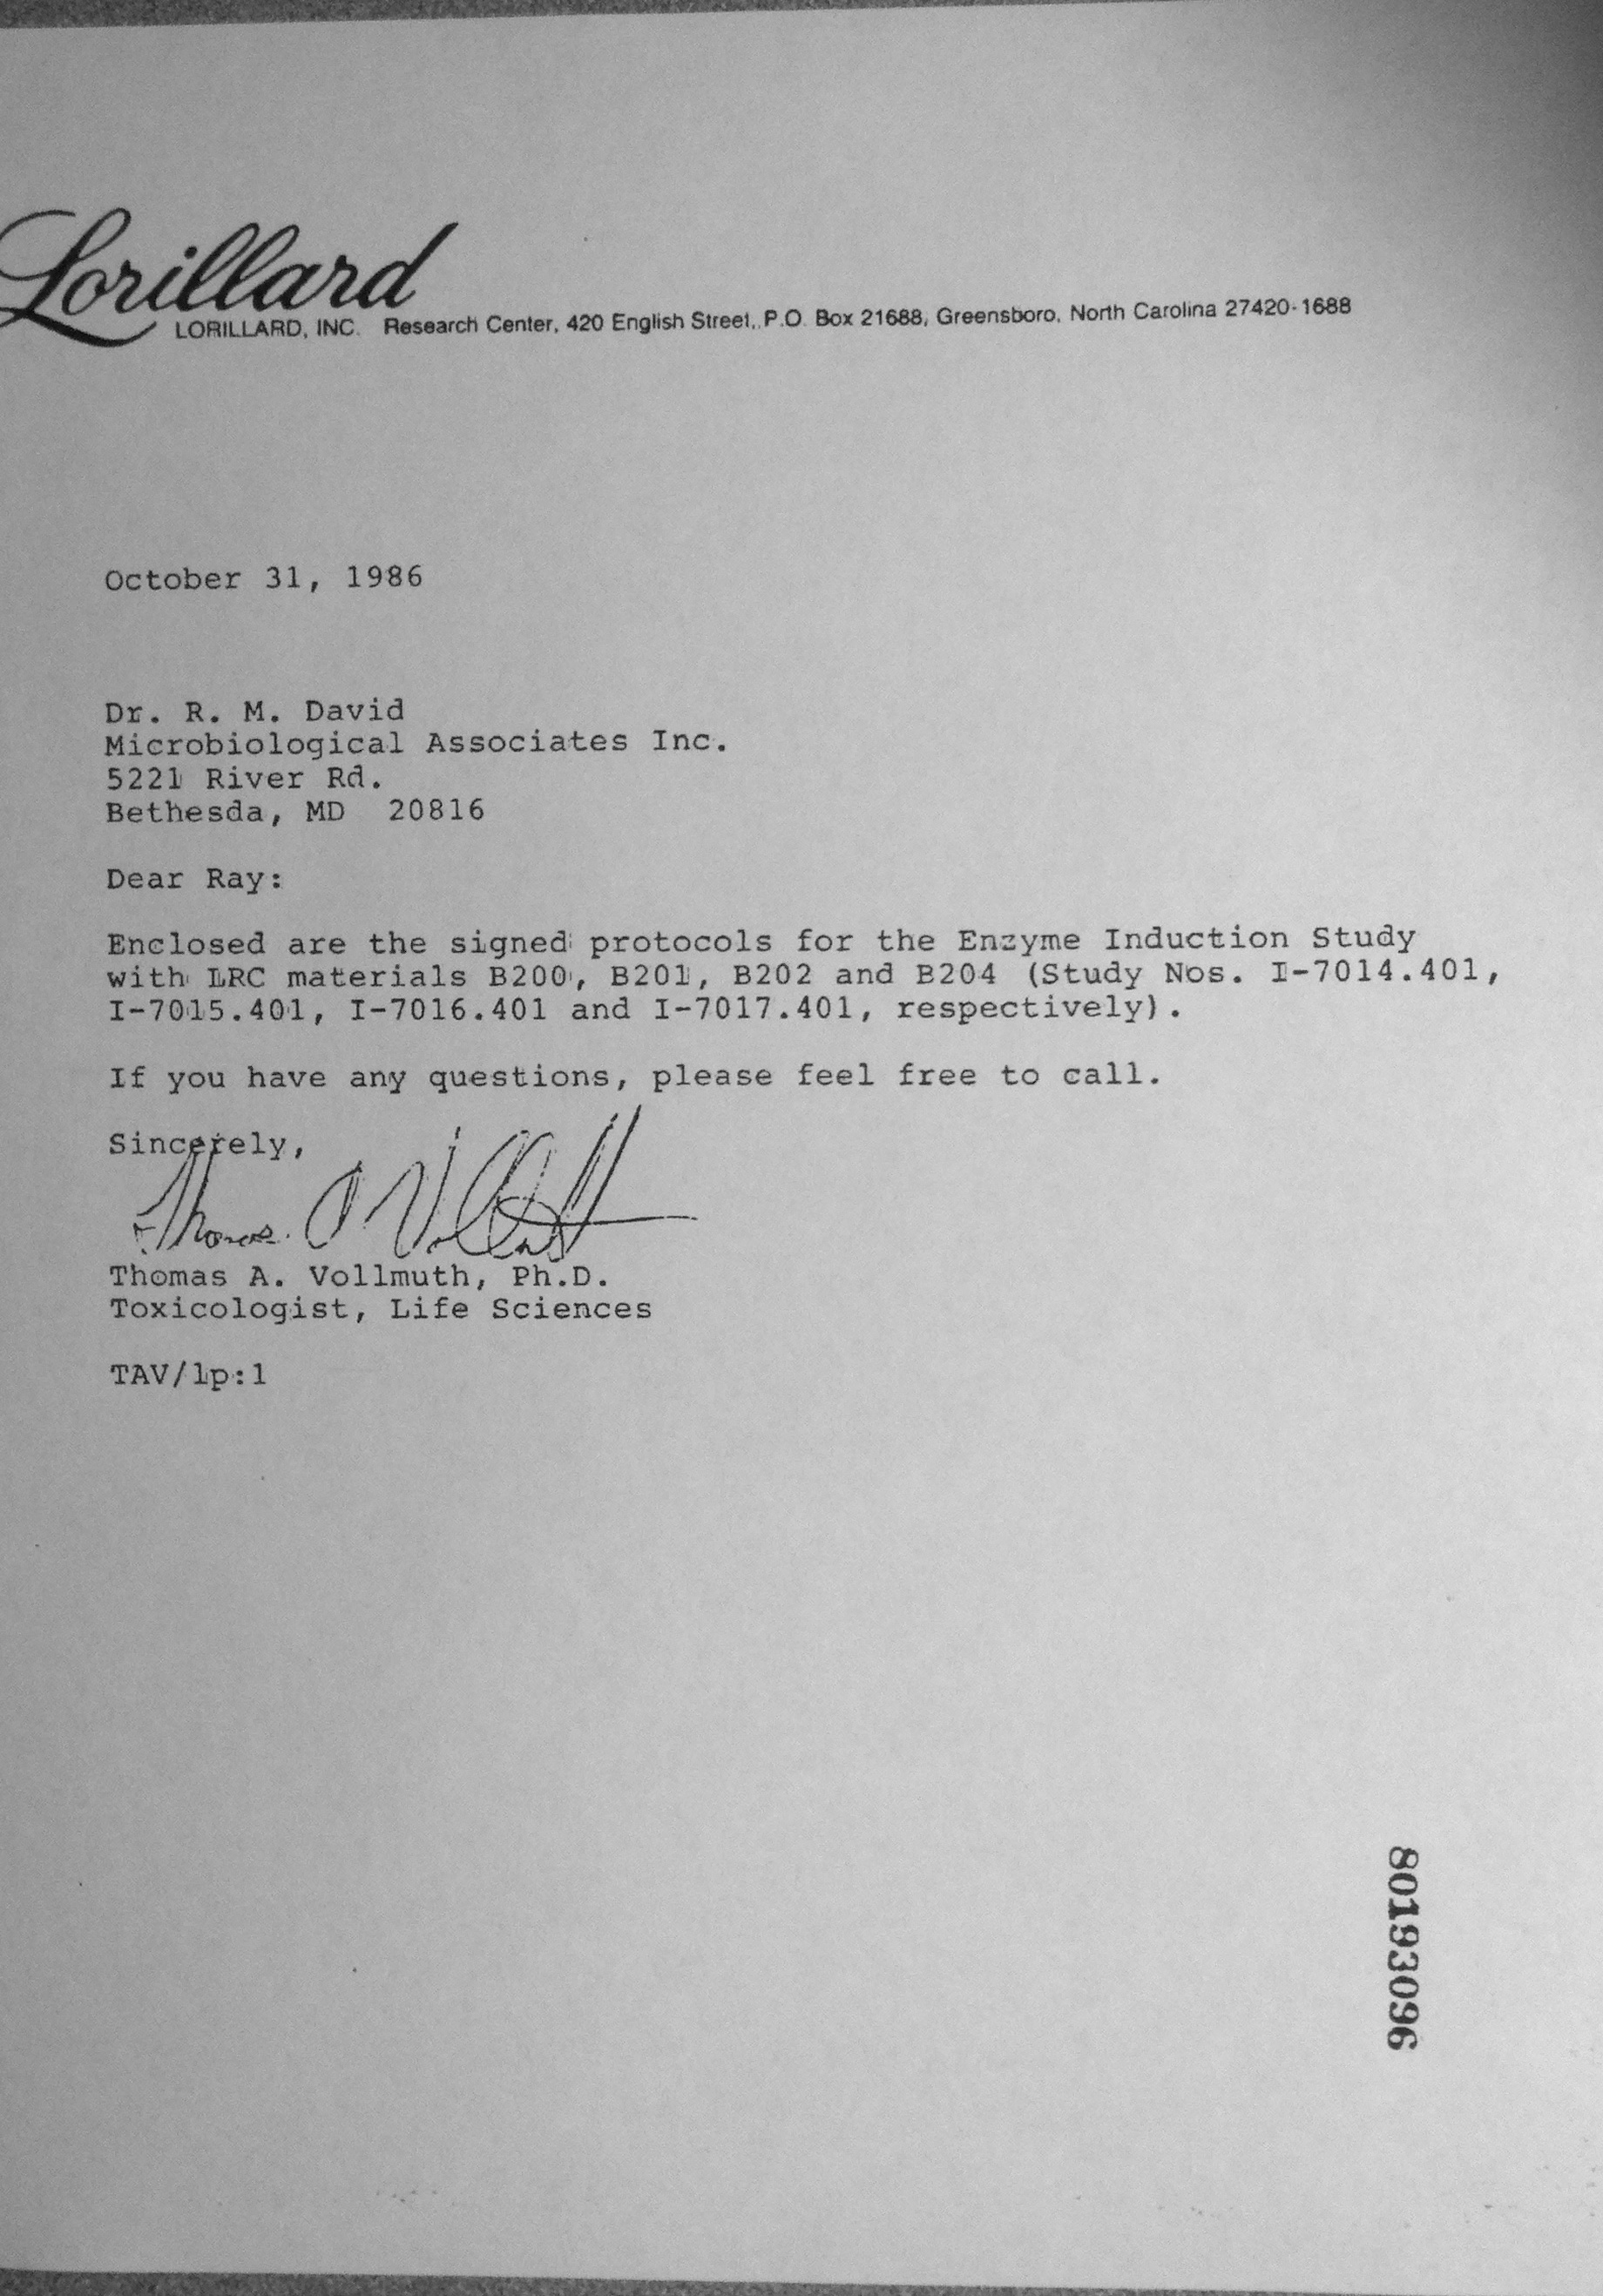 Lorillard
LORILLARD, INC. Research Center, 420 English Street, P.O. Box 21688, Greensboro, North Carolina 27420-1688
October 31, 1986
Dr. R. M. David
Microbiological Associates Inc.
5221 River Rd.
Bethesda, MD 20816
Dear Ray:
Enclosed are the signed protocols for the Enzyme Induction Study
with LRC materials B200, B201, B202 and B204 (Study Nos. I-7014.401,
I-7015.401, I-7016.401 and I-7017.401, respectively).
If you have any questions, please feel free to call.
Sincerely,
Thomas A Vollmuth
Thomas A. Vollmuth, Ph.D.
Toxicologist, Life Sciences
TAV/lp:1
80193096